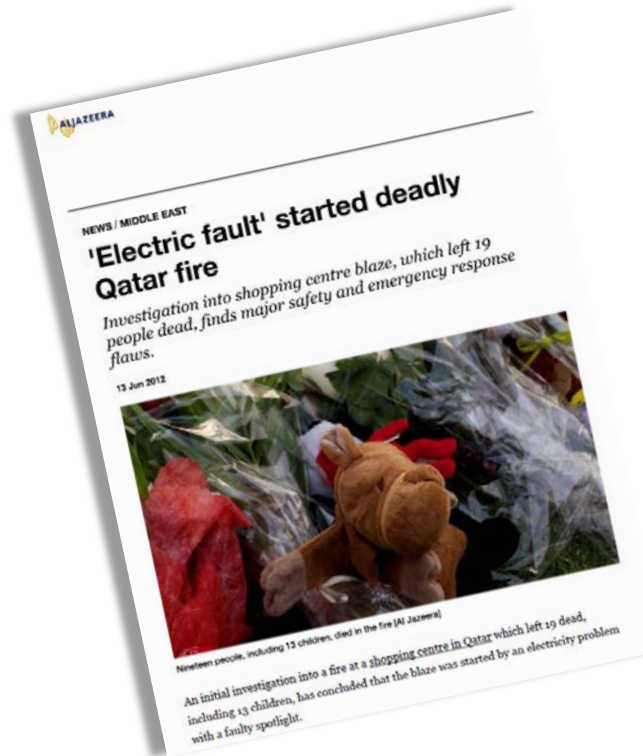 ALJAZEERA
NEWS / MIDDLE EAST
'Electric fault' started deadly
Qatar fire
Investigation into shopping centre blaze, which left 19
people dead, finds major safety and emergency response
flaws.
13 Jun 2012
Nineteen people, including 13 children, died in the fire [Al Jazeera]
An initial investigation into a fire at a shopping centre in Qatar which left 19 dead,
including 13 children, has concluded that the blaze was started by an electricity problem
with a faulty spotlight.